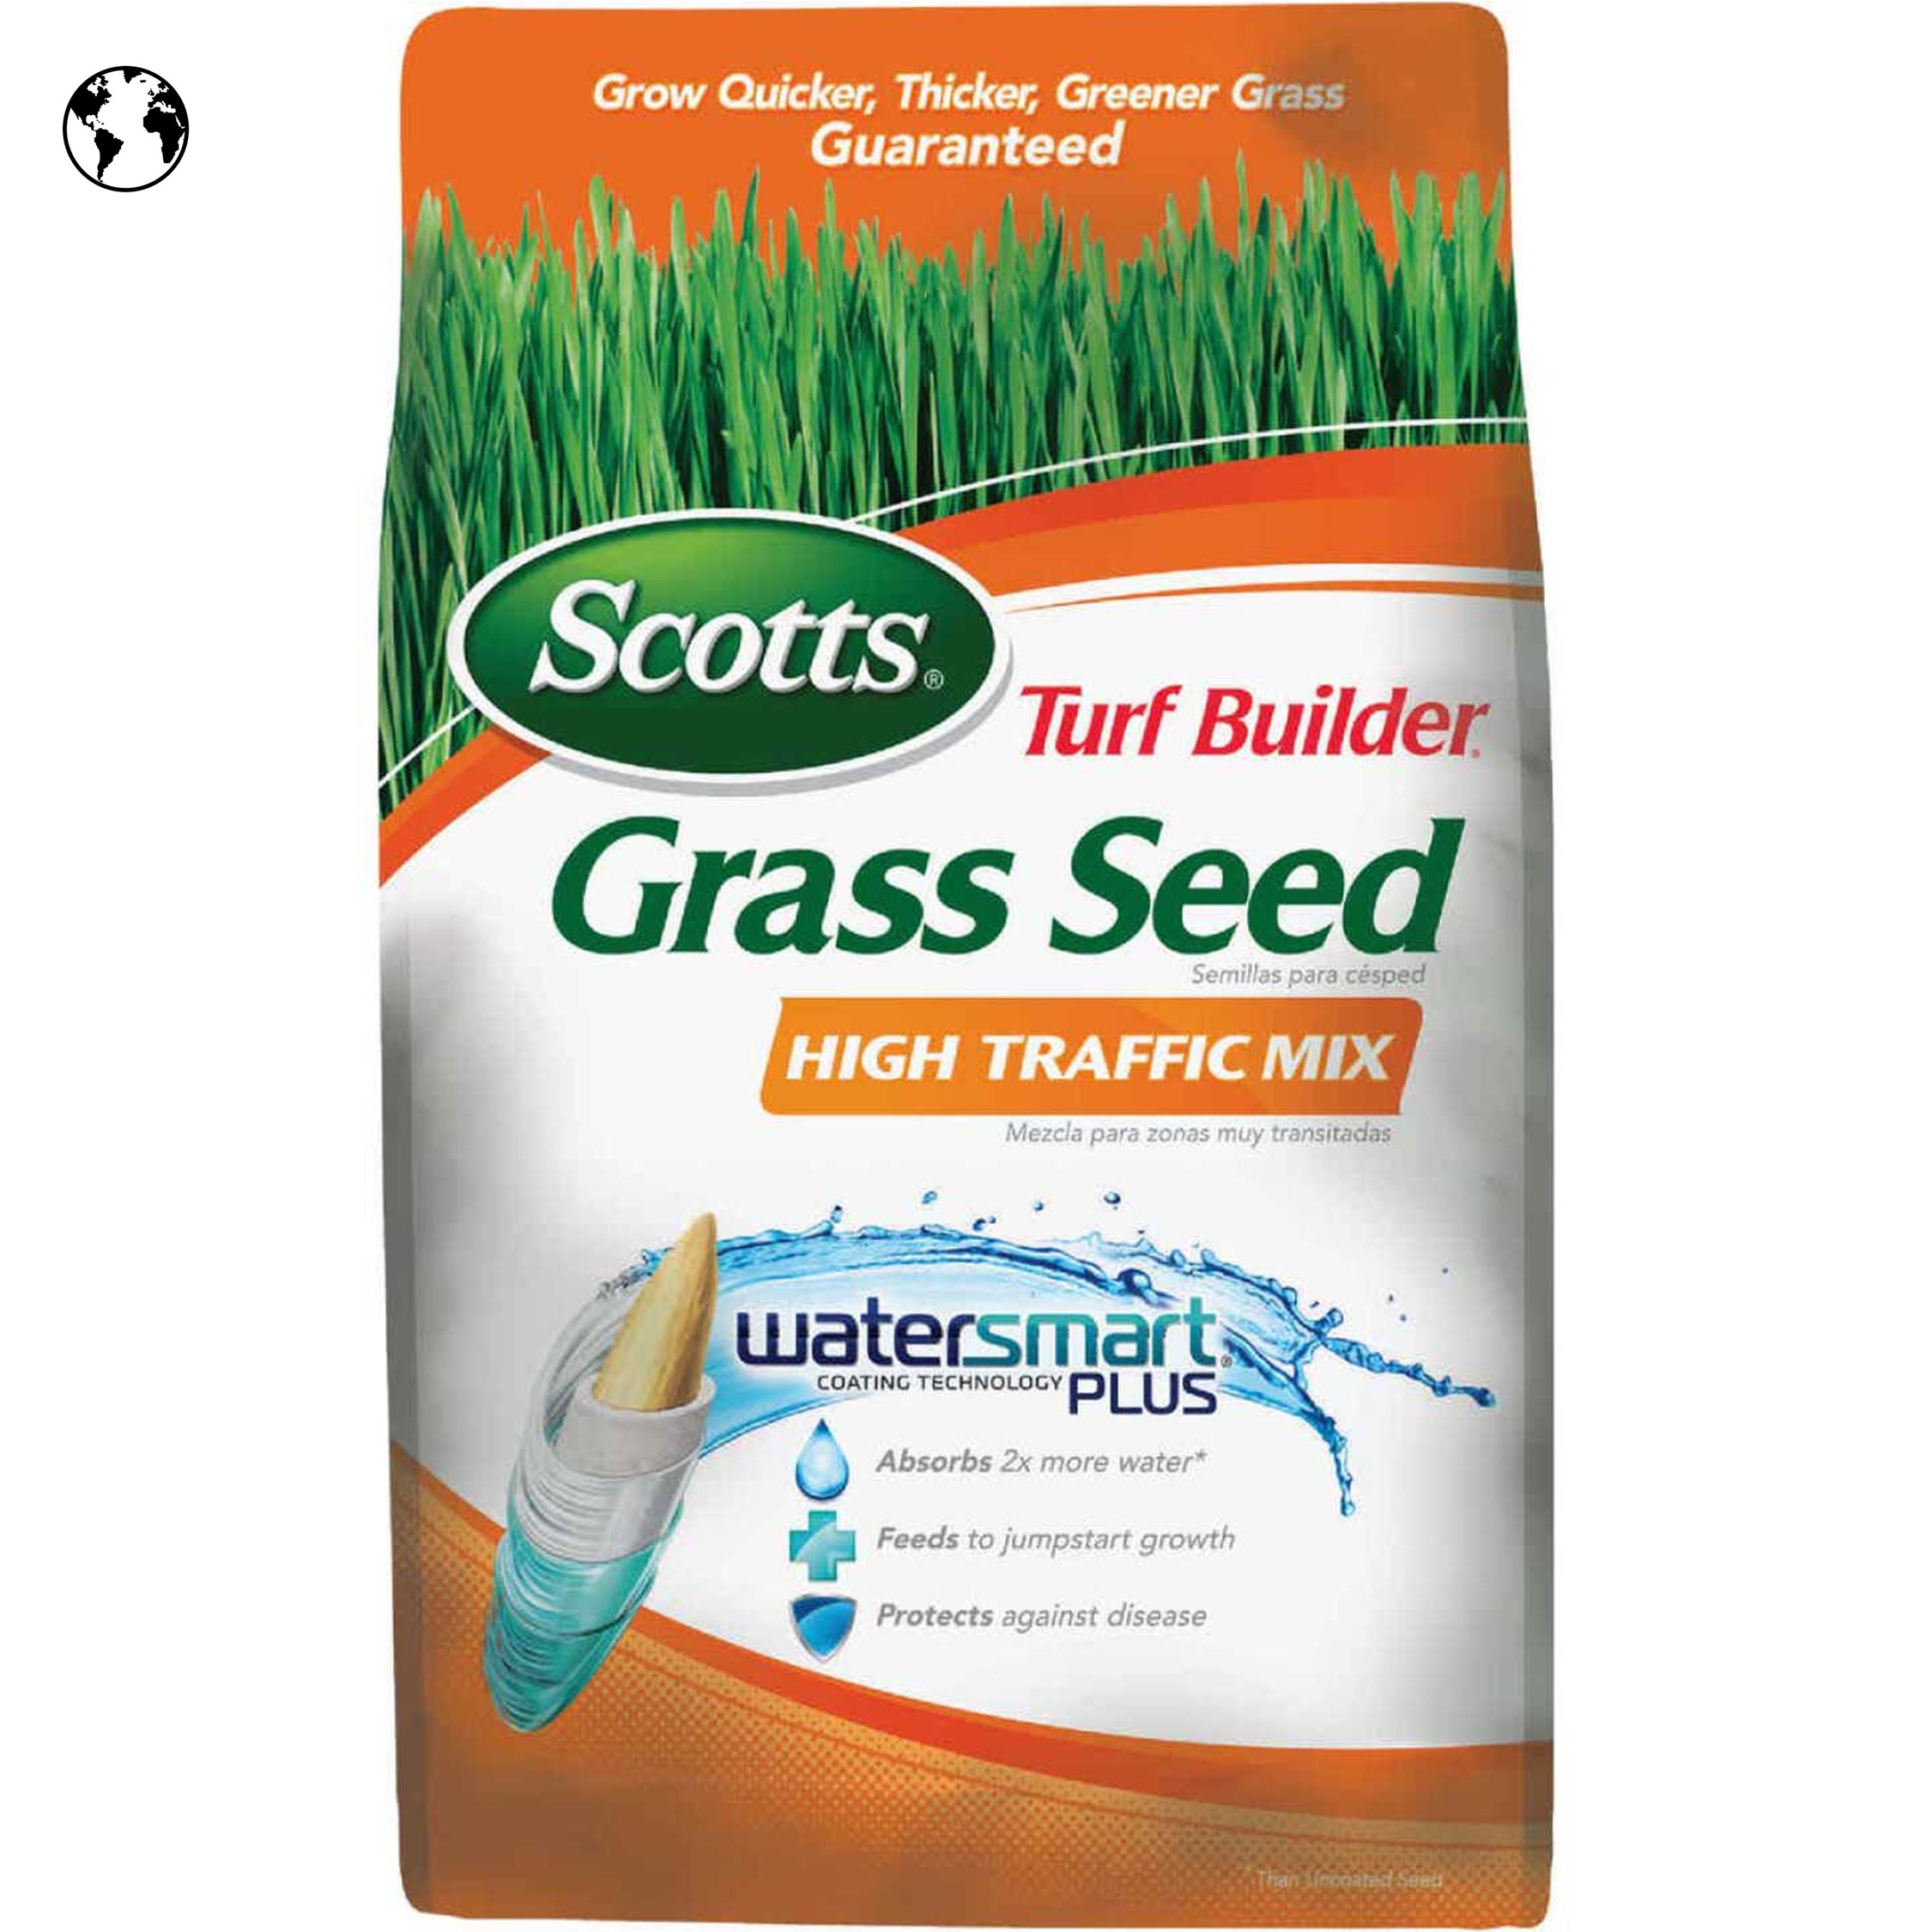 Grow Quicker, Thicker, Greener Grass
Guaranteed
Scotts®
Turf Builder®
Grass Seed
Semillas para césped
HIGH TRAFFIC MIX
Mezcla para zonas muy transitadas
watersmart®
COATING TECHNOLOGY PLUS
Absorbs 2x more water*
Feeds to jumpstart growth
Protects against disease
* Than Uncoated Seed